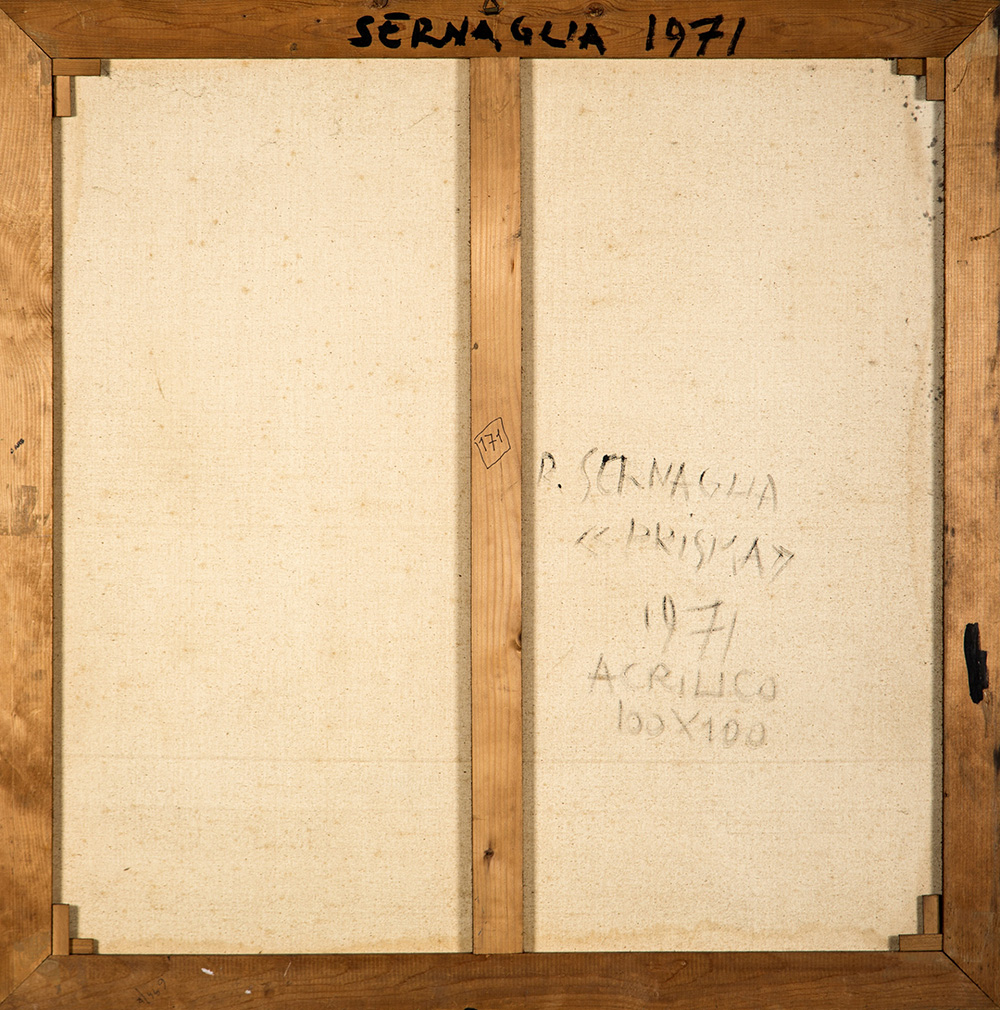 SERNAGLIA 1971
171
R. SERNAGLIA
«PRISMA»
1971
ACRILICO
100X100